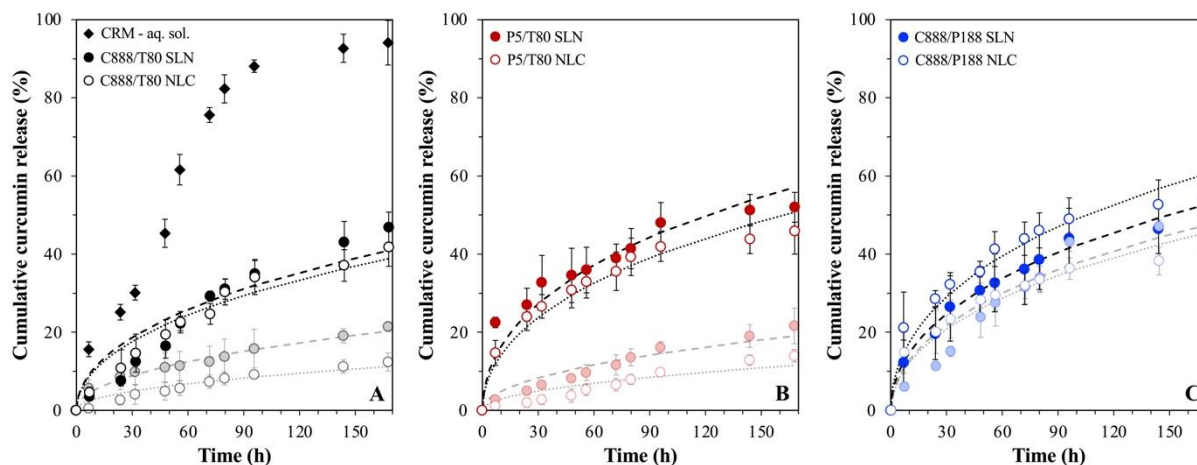 Cumulative curcumin release (%)
100
80
60
40
20
0
CRM - aq. sol.
C888/T80 SLN
C888/T80 NLC
A
0 30 60 90 120 150
Time (h)
Cumulative curcumin release (%)
100
80
60
40
20
0
P5/T80 SLN
P5/T80 NLC
B
0 30 60 90 120 150
Time (h)
Cumulative curcumin release (%)
100
80
60
40
20
0
C888/P188 SLN
C888/P188 NLC
C
0 30 60 90 120 150
Time (h)